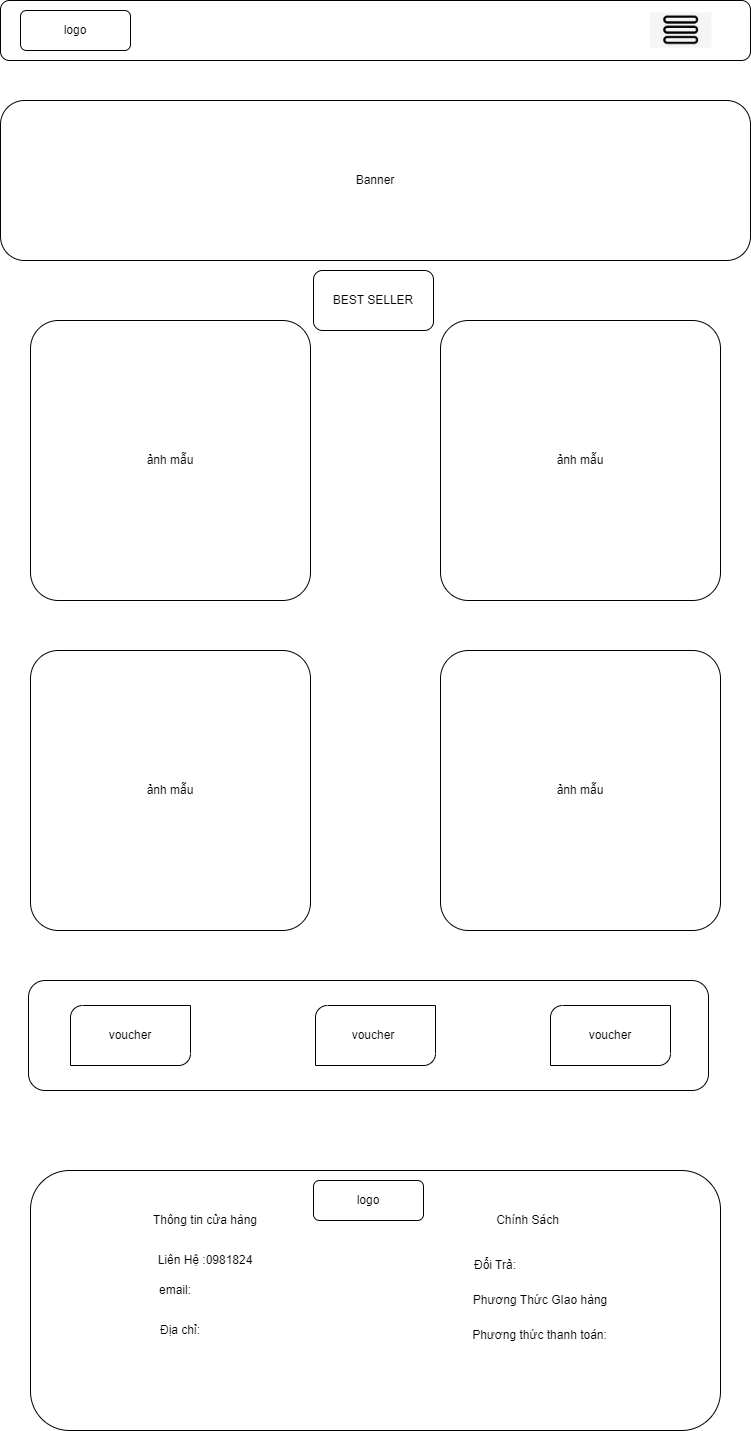 logo
Banner
BEST SELLER
ảnh mẫu
ảnh mẫu
ảnh mẫu
ảnh mẫu
voucher
voucher
voucher
logo
Thông tin cửa hàng
Liên Hệ :0981824
email:
Địa chỉ:
Chính Sách
Đổi Trả:
Phương Thức GIao hàng
Phương thức thanh toán: